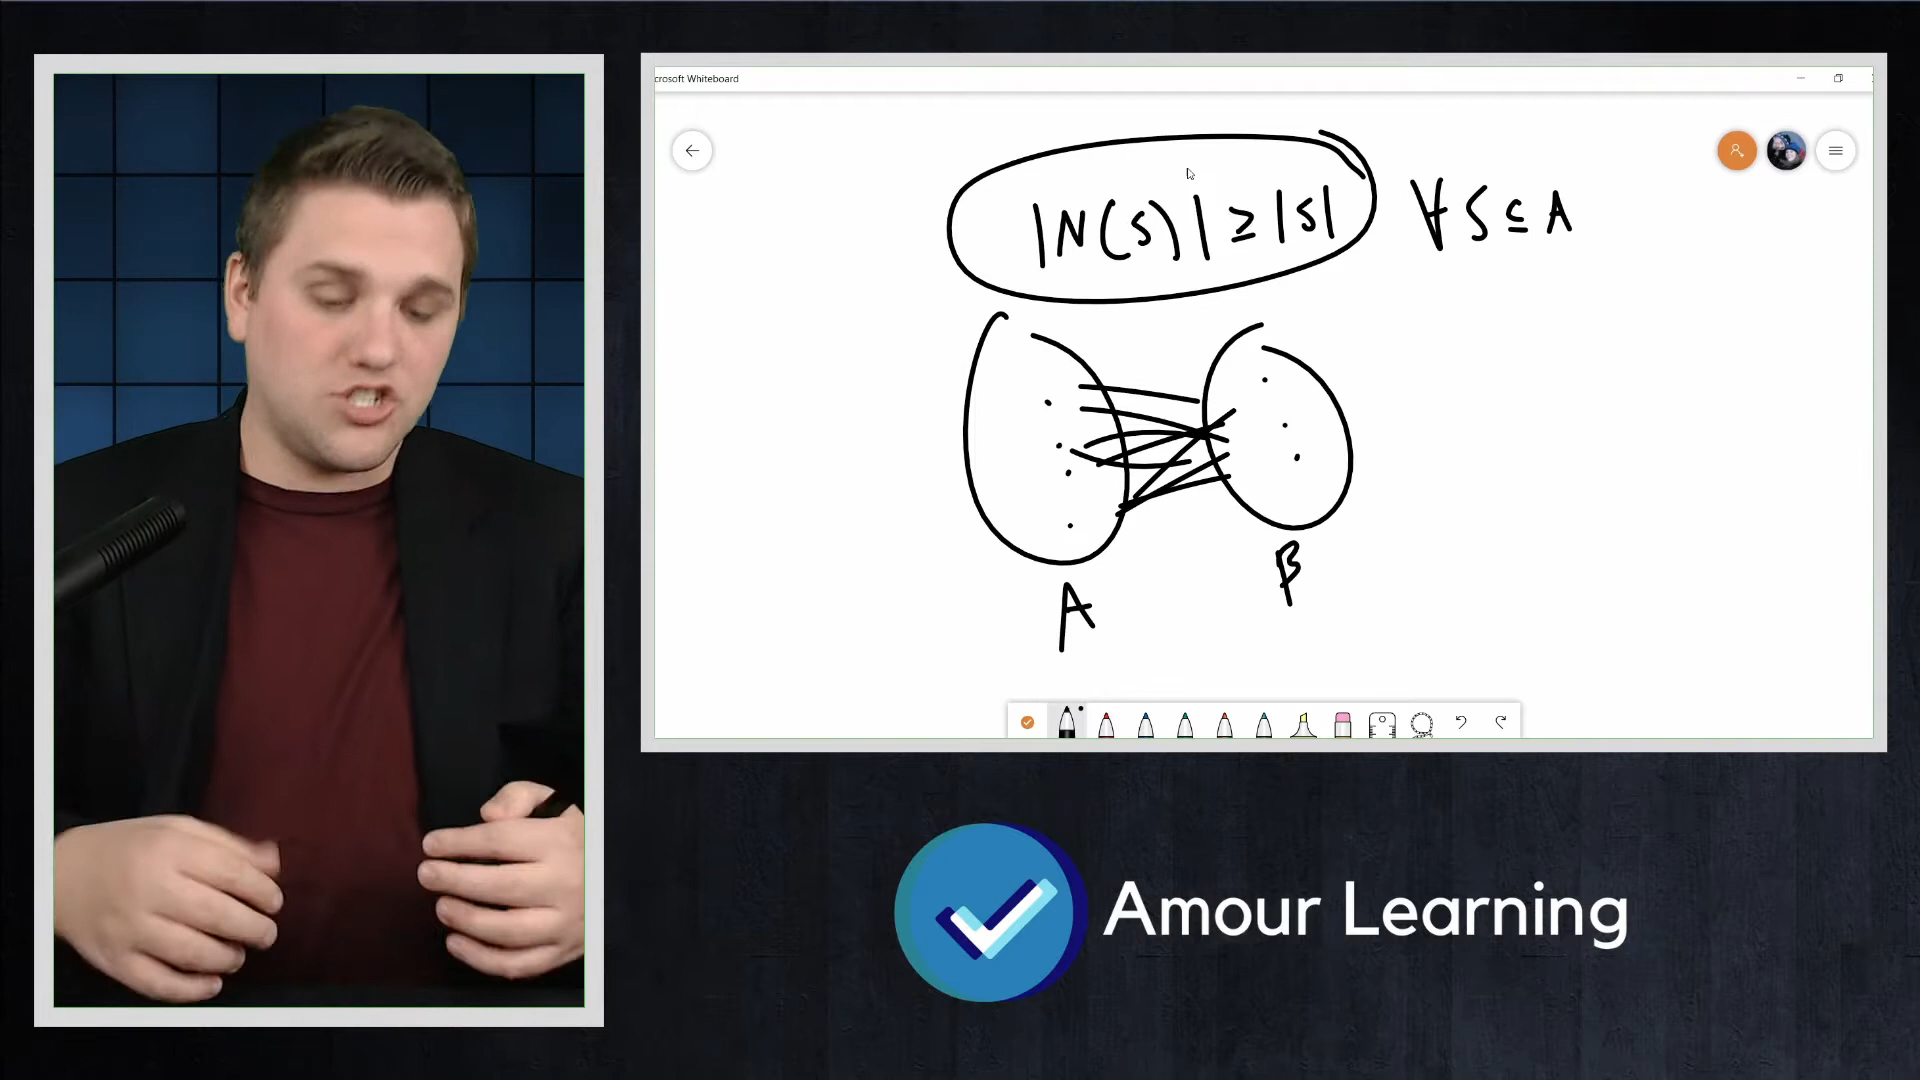 crosoft Whiteboard
|N(S)| ≥ |S| ∀ S ⊆ A
A
B
Amour Learning